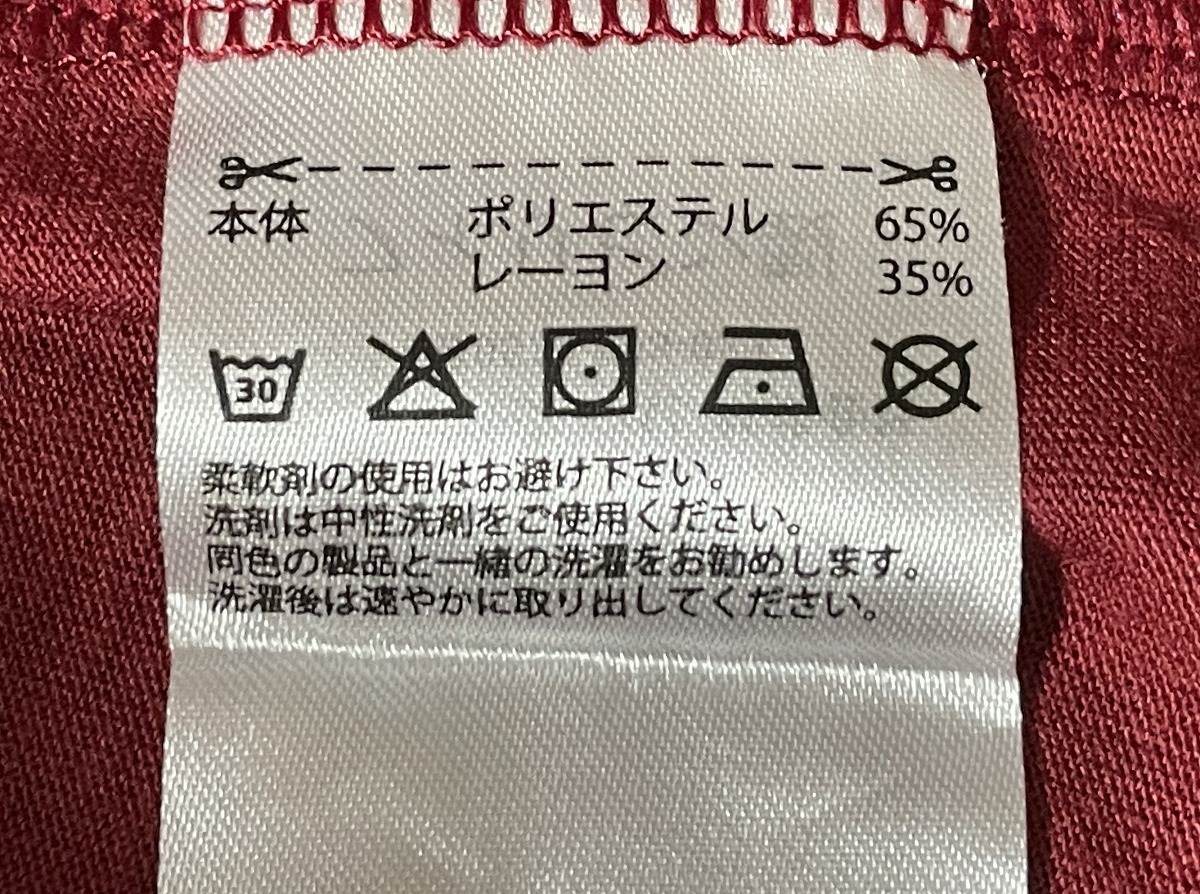 本体 ポリエステル 65%
レーヨン 35%
30
柔軟剤の使用はお避け下さい。
洗剤は中性洗剤をご使用ください。
同色の製品と一緒の洗濯をお勧めします。
洗濯後は速やかに取り出してください。